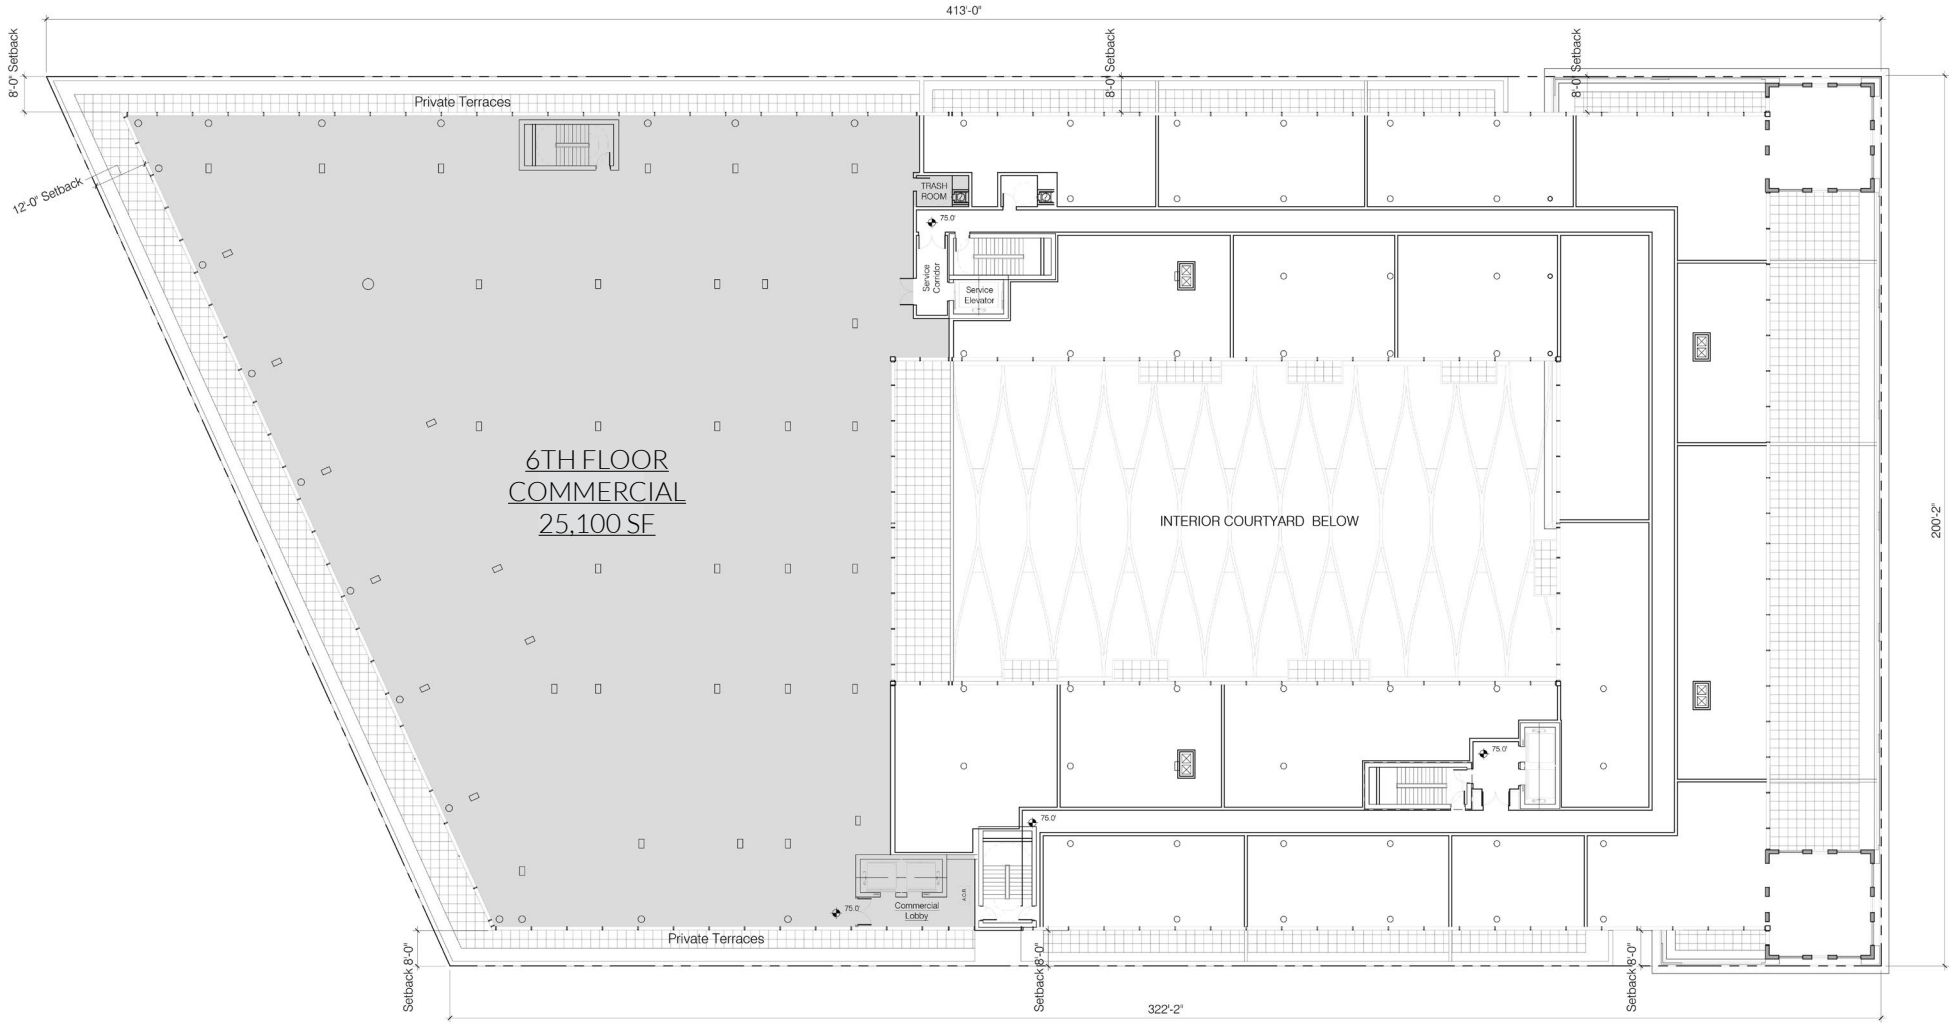 413'-0"
8'-0" Setback
8'-0" Setback
8'-0" Setback
Private Terraces
12'-0" Setback
TRASH
ROOM
75.0'
Service
Corridor
Service
Elevator
6TH FLOOR
COMMERCIAL
25,100 SF
INTERIOR COURTYARD BELOW
200'-2"
75.0'
75.0'
A.O.R.
Commercial
Lobby
75.0'
Private Terraces
Setback 8'-0"
Setback 8'-0"
Setback 8'-0"
322'-2"